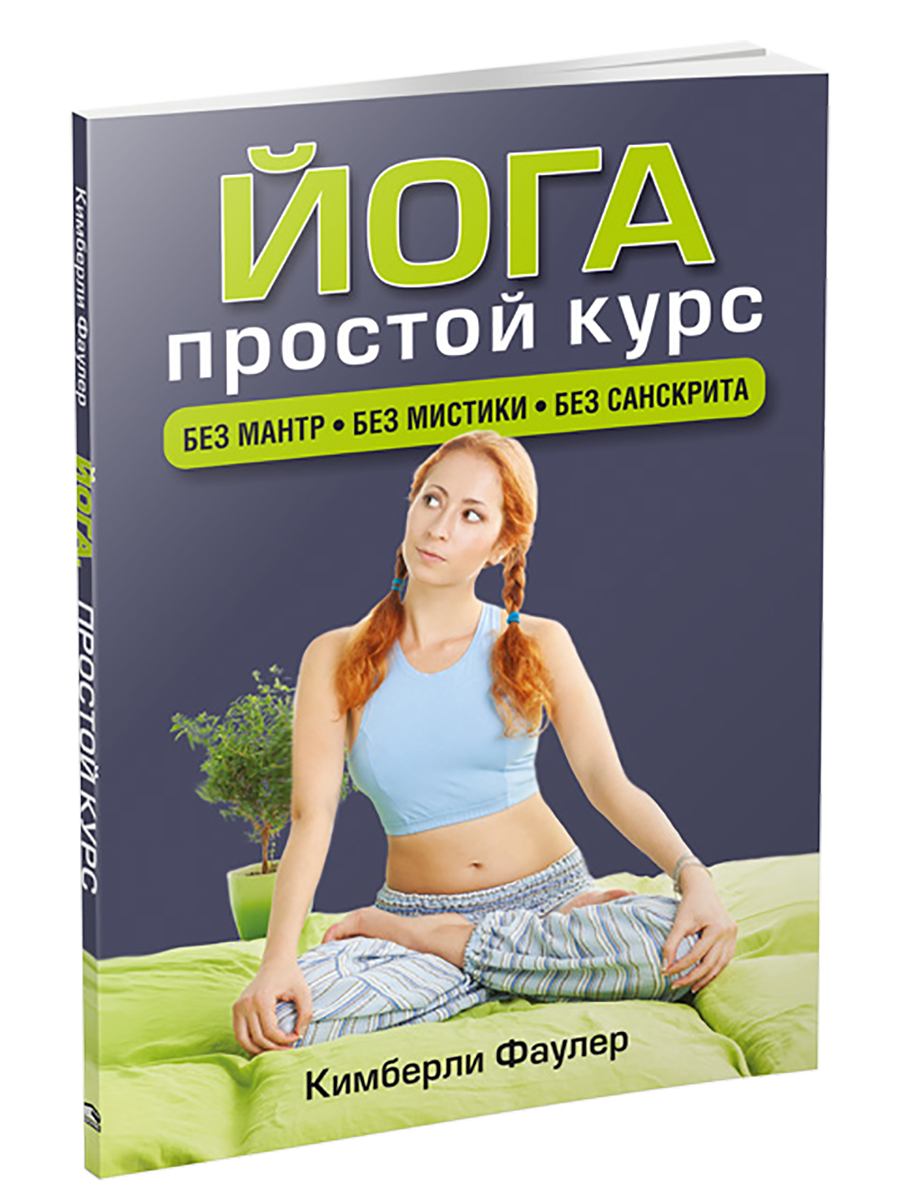 ЙОГА
простой курс
БЕЗ МАНТР • БЕЗ МИСТИКИ • БЕЗ САНСКРИТА
Кимберли Фаулер
Кимберли Фаулер ЙОГА. ПРОСТОЙ КУРС